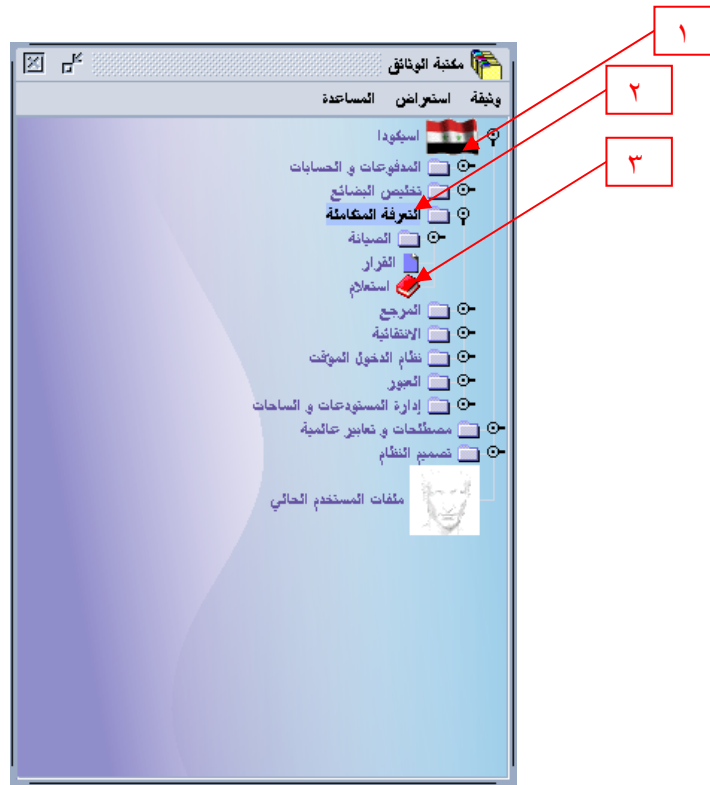 ١
مكتبة الوثائق
٢
وثيقة استعراض المساعدة
اسيكودا
٣
المدفوعات و الحسابات
تخليص البضائع
التعرفة المتكاملة
الصيانة
القرار
استعلام
المرجع
الانتقائية
نظام الدخول المؤقت
العبور
إدارة المستودعات و الساحات
مصطلحات و تعابير عالمية
تصميم النظام
ملفات المستخدم الحالي